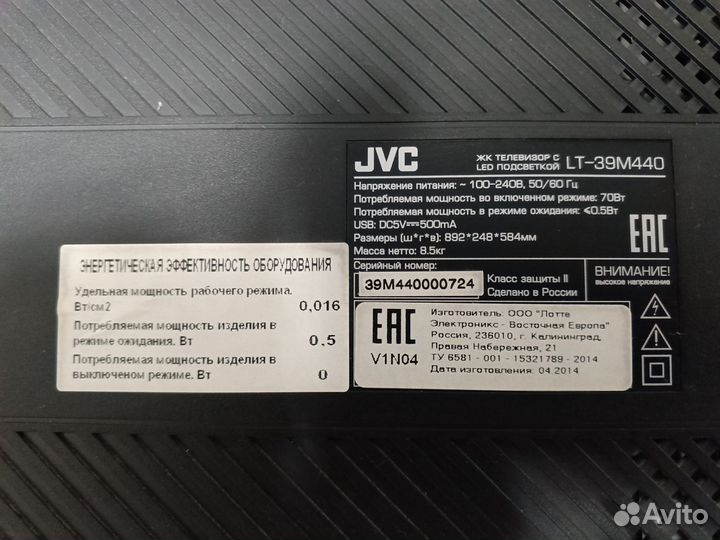 JVC
ЖК ТЕЛЕВИЗОР С
LED ПОДСВЕТКОЙ
LT-39M440
Напряжение питания: ~ 100-240В, 50/60 Гц
Потребляемая мощность во включенном режиме: 70Вт
Потребляемая мощность в режиме ожидания: ⩽0.5Вт
USB: DC5V⎓500mA
Размеры (ш*г*в): 892*248*584мм
Масса нетто: 8.5кг
Серийный номер:
39M440000724
Класс защиты II
Сделано в России
EAC
ВНИМАНИЕ!
высокое напряжение
ЭНЕРГЕТИЧЕСКАЯ ЭФФЕКТИВНОСТЬ ОБОРУДОВАНИЯ
Удельная мощность рабочего режима.
Вт/см2 0,016
Потребляемая мощность изделия в
режиме ожидания. Вт 0,5
Потребляемая мощность изделия в
выключеном режиме. Вт 0
EAC
V1N04
Изготовитель: ООО "Лотте
Электроникс - Восточная Европа"
Россия, 236010, г. Калининград,
Правая Набережная, 21
ТУ 6581 - 001 - 15321789 - 2014
Дата изготовления: 04.2014
Avito